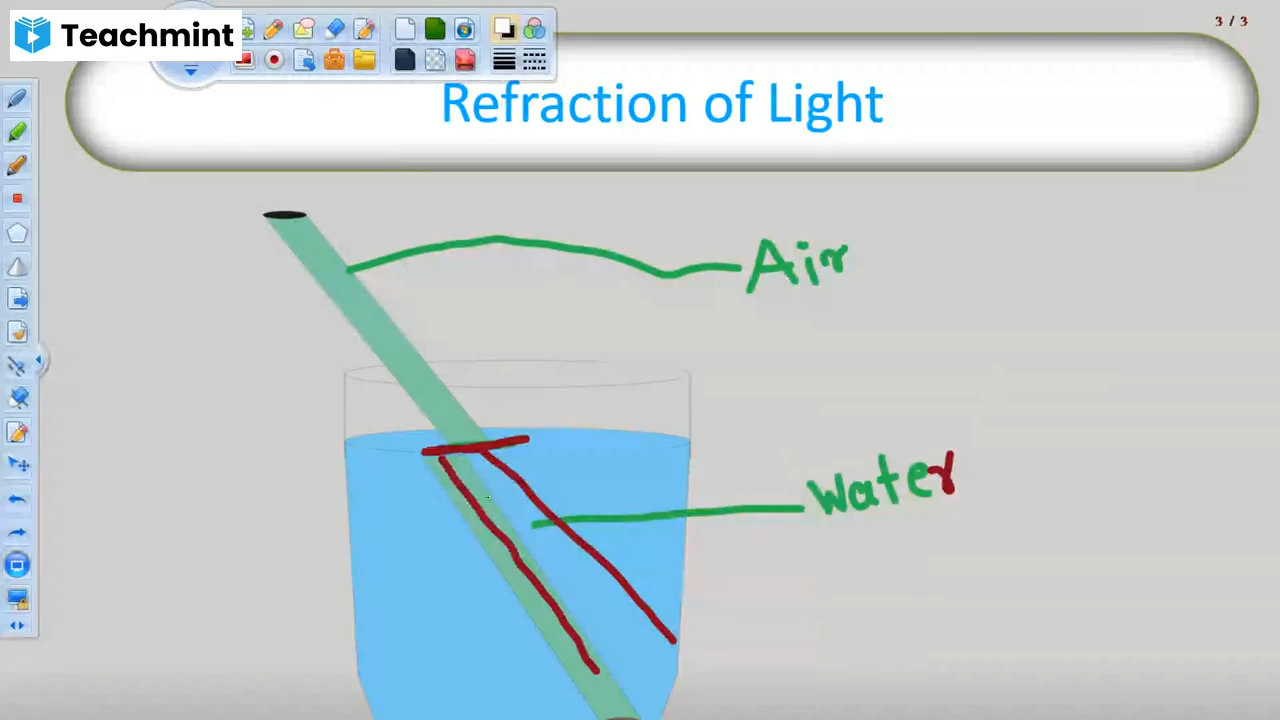 Teachmint
3 / 3
Refraction of Light
Air
Water